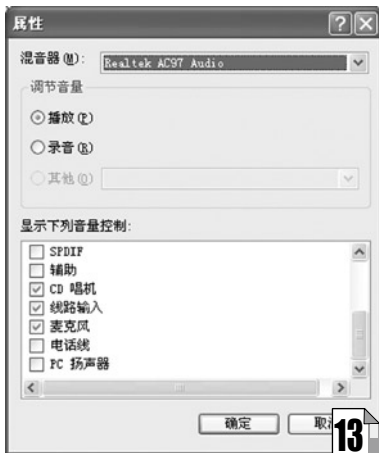 属性
混音器(M): Realtek AC97 Audio
调节音量
播放(P)
录音(R)
其他(O)
显示下列音量控制:
SPDIF
辅助
CD 唱机
线路输入
麦克风
电话线
PC 扬声器
确定 取
13